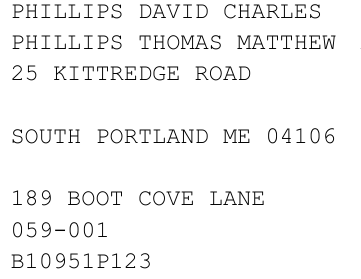 PHILLIPS DAVID CHARLES
PHILLIPS THOMAS MATTHEW
25 KITTREDGE ROAD
SOUTH PORTLAND ME 04106
189 BOOT COVE LANE
059-001
B10951P123